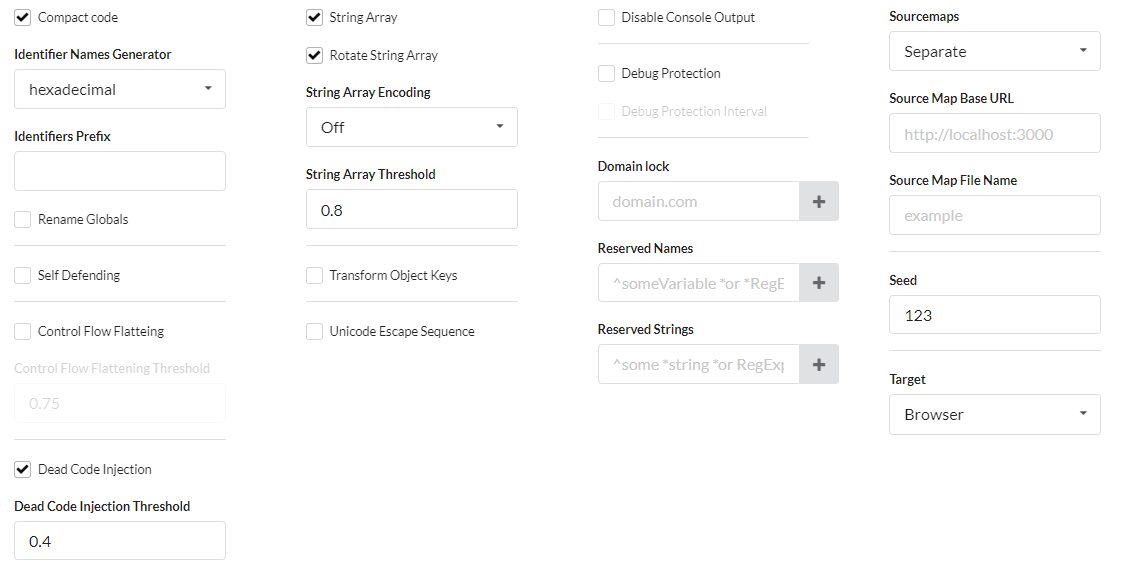 Compact code
Identifier Names Generator
hexadecimal
Identifiers Prefix
Rename Globals
Self Defending
Control Flow Flatteing
Control Flow Flattening Threshold
0.75
Dead Code Injection
Dead Code Injection Threshold
0.4
String Array
Rotate String Array
String Array Encoding
Off
String Array Threshold
0.8
Transform Object Keys
Unicode Escape Sequence
Disable Console Output
Debug Protection
Debug Protection Interval
Domain lock
domain.com
+
Reserved Names
^someVariable *or *RegE
+
Reserved Strings
^some *string *or RegExp
+
Sourcemaps
Separate
Source Map Base URL
http://localhost:3000
Source Map File Name
example
Seed
123
Target
Browser